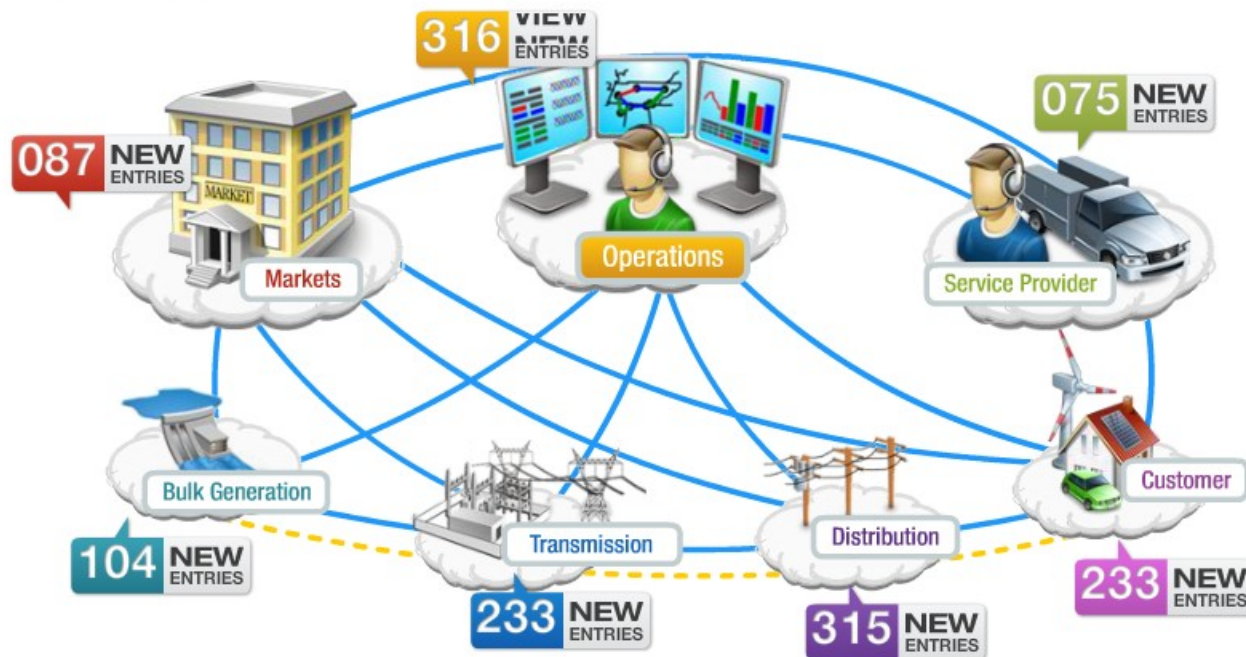 316 VIEW
NEW
ENTRIES
075 NEW
ENTRIES
087 NEW
ENTRIES
MARKET
Markets
Operations
Service Provider
Bulk Generation
Transmission
Distribution
Customer
104 NEW
ENTRIES
233 NEW
ENTRIES
315 NEW
ENTRIES
233 NEW
ENTRIES